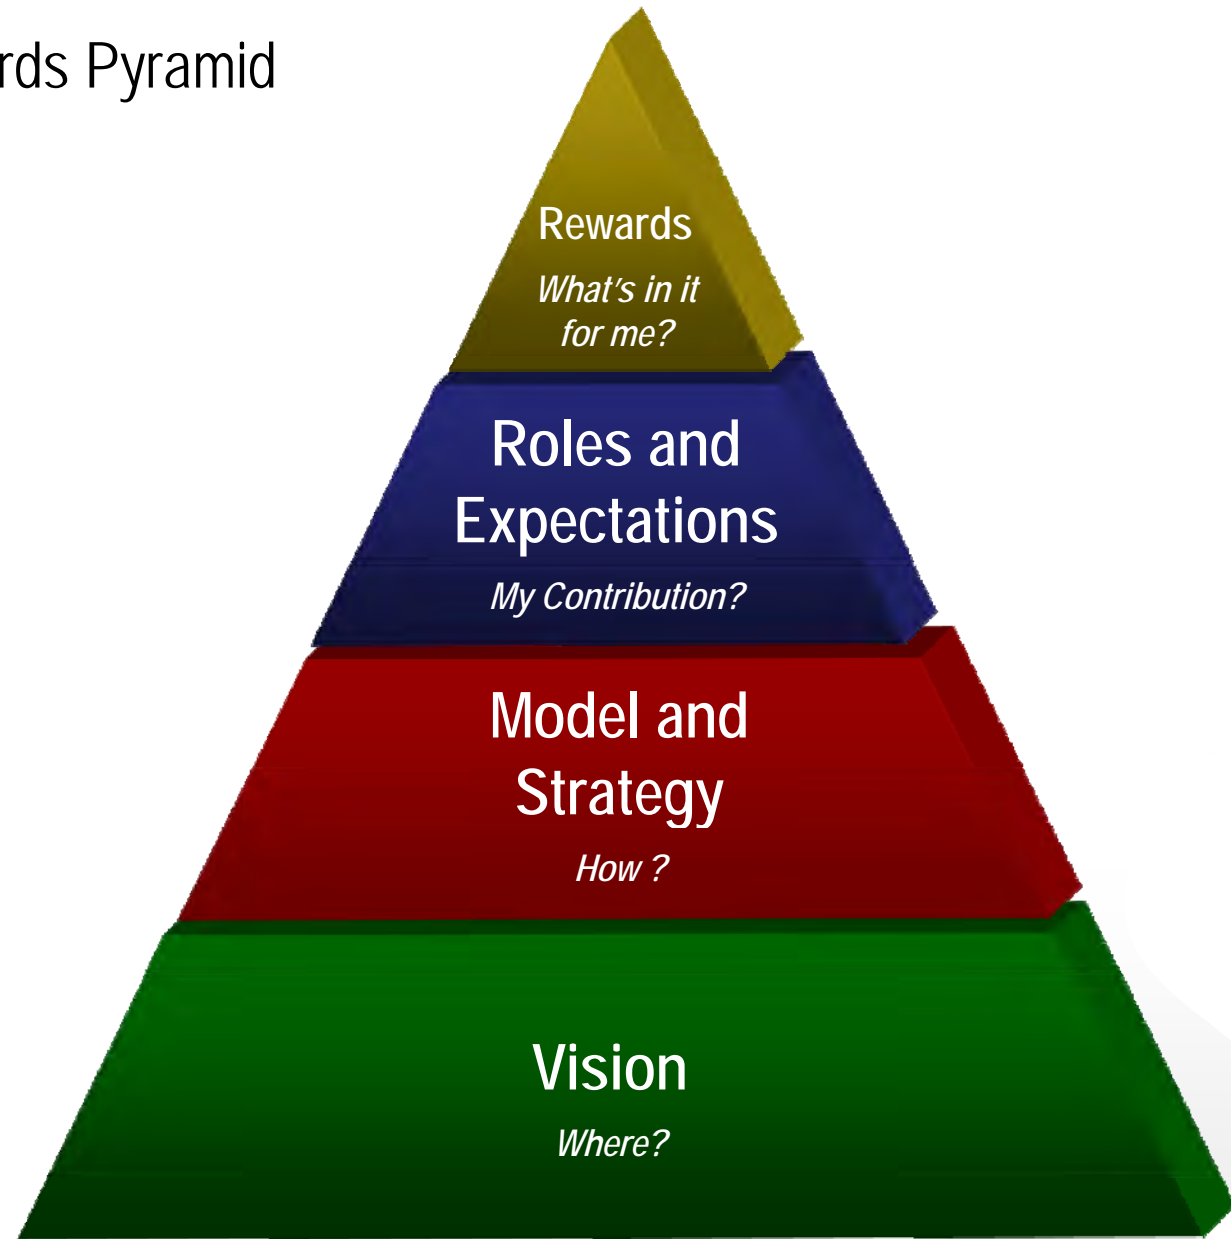 rds Pyramid
Rewards
What's in it
for me?
Roles and
Expectations
My Contribution?
Model and
Strategy
How ?
Vision
Where?